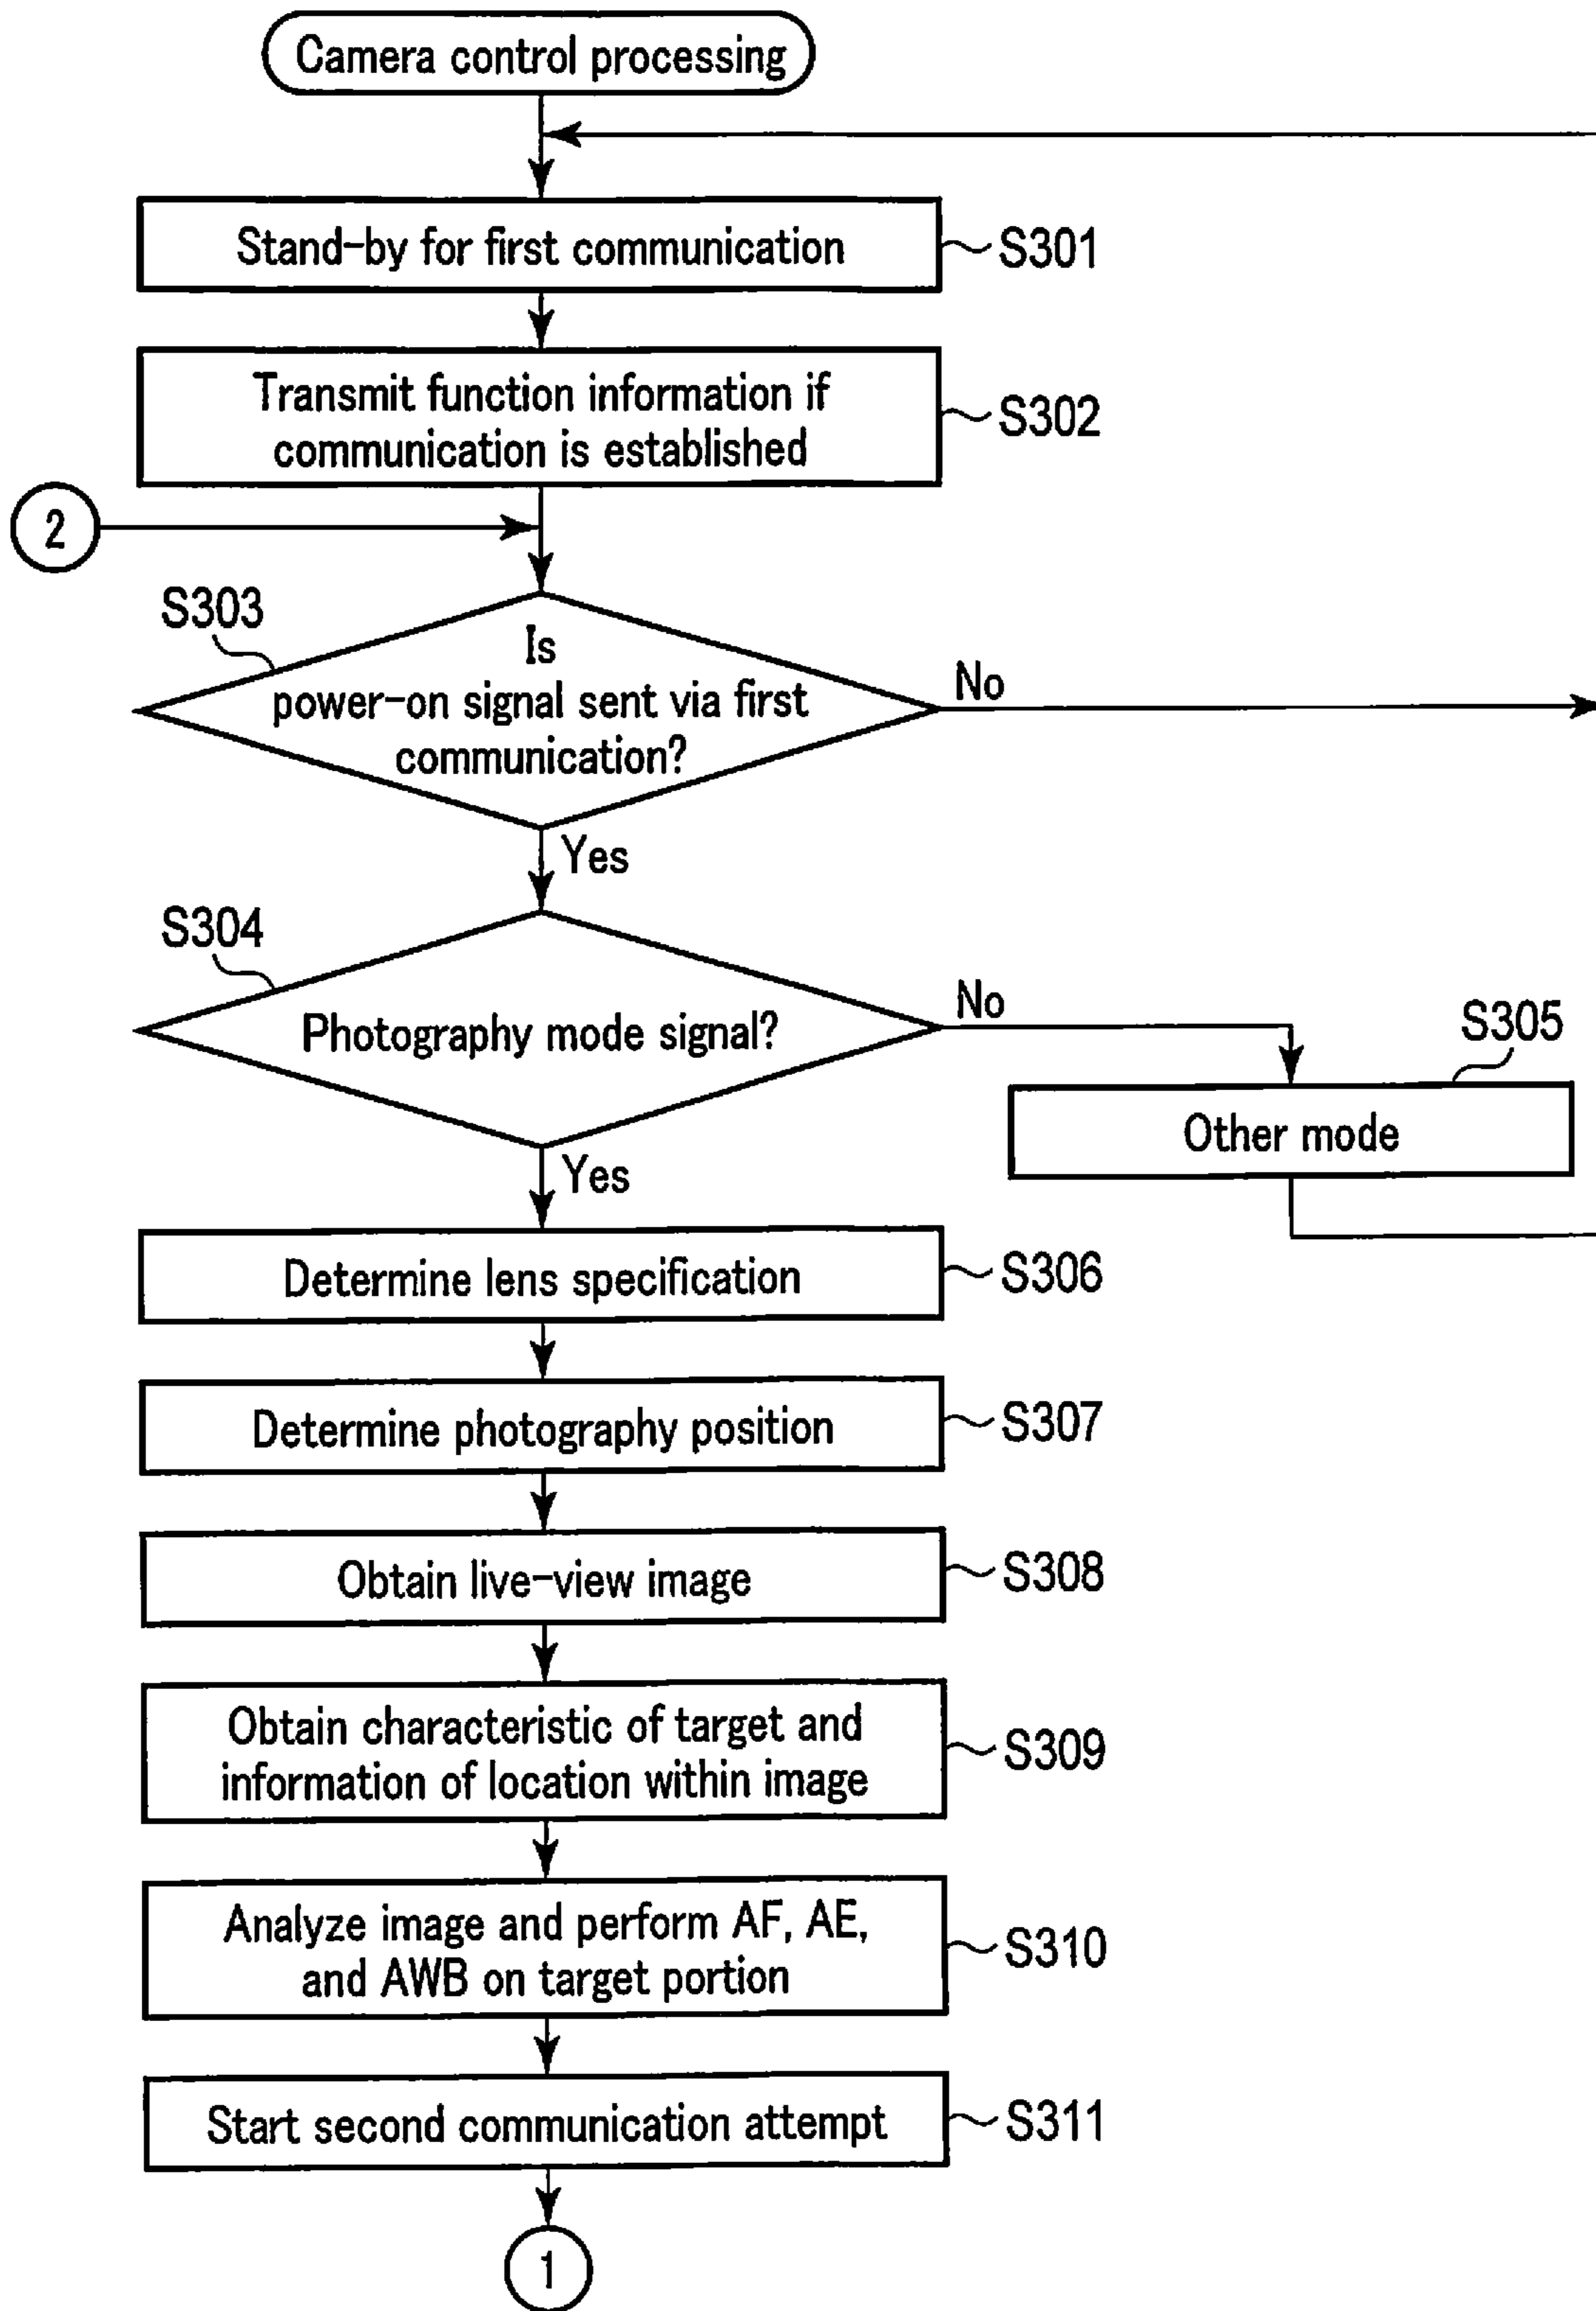 Camera control processing
Stand-by for first communication
S301
Transmit function information if
communication is established
S302
2
S303
Is
power-on signal sent via first
communication?
No
Yes
S304
Photography mode signal?
No
S305
Other mode
Yes
Determine lens specification
S306
Determine photography position
S307
Obtain live-view image
S308
Obtain characteristic of target and
information of location within image
S309
Analyze image and perform AF, AE,
and AWB on target portion
S310
Start second communication attempt
S311
1